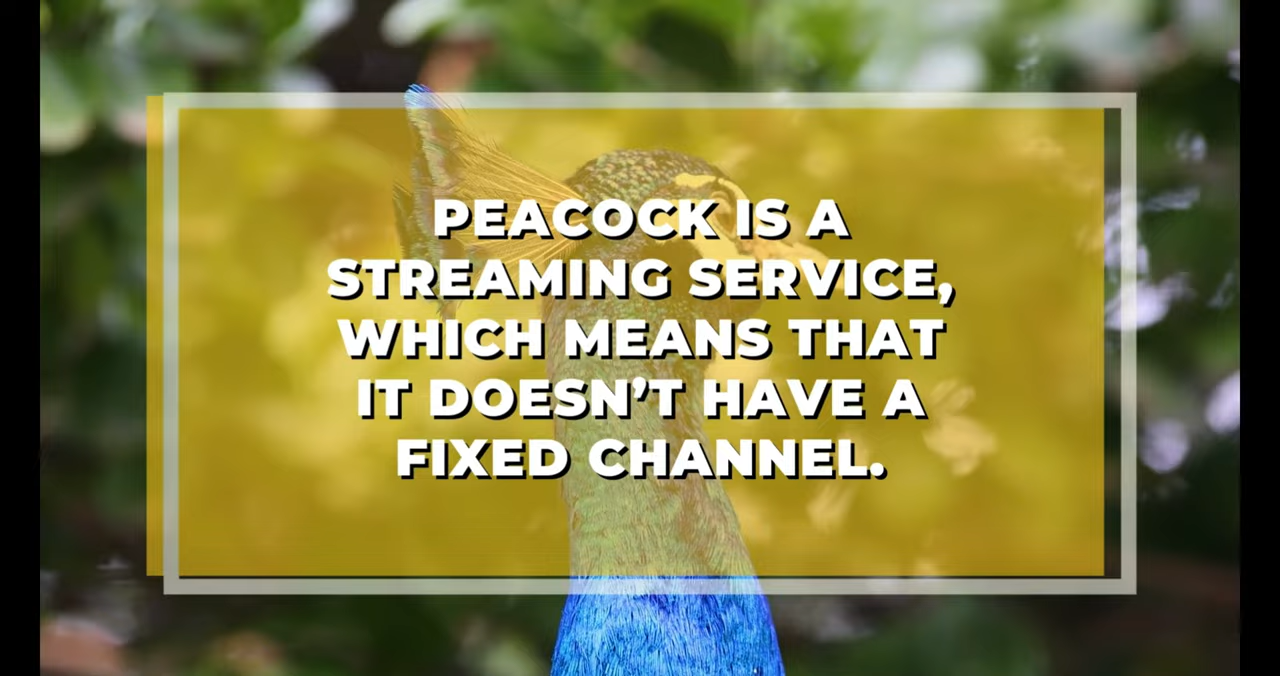 PEACOCK IS A
STREAMING SERVICE,
WHICH MEANS THAT
IT DOESN’T HAVE A
FIXED CHANNEL.